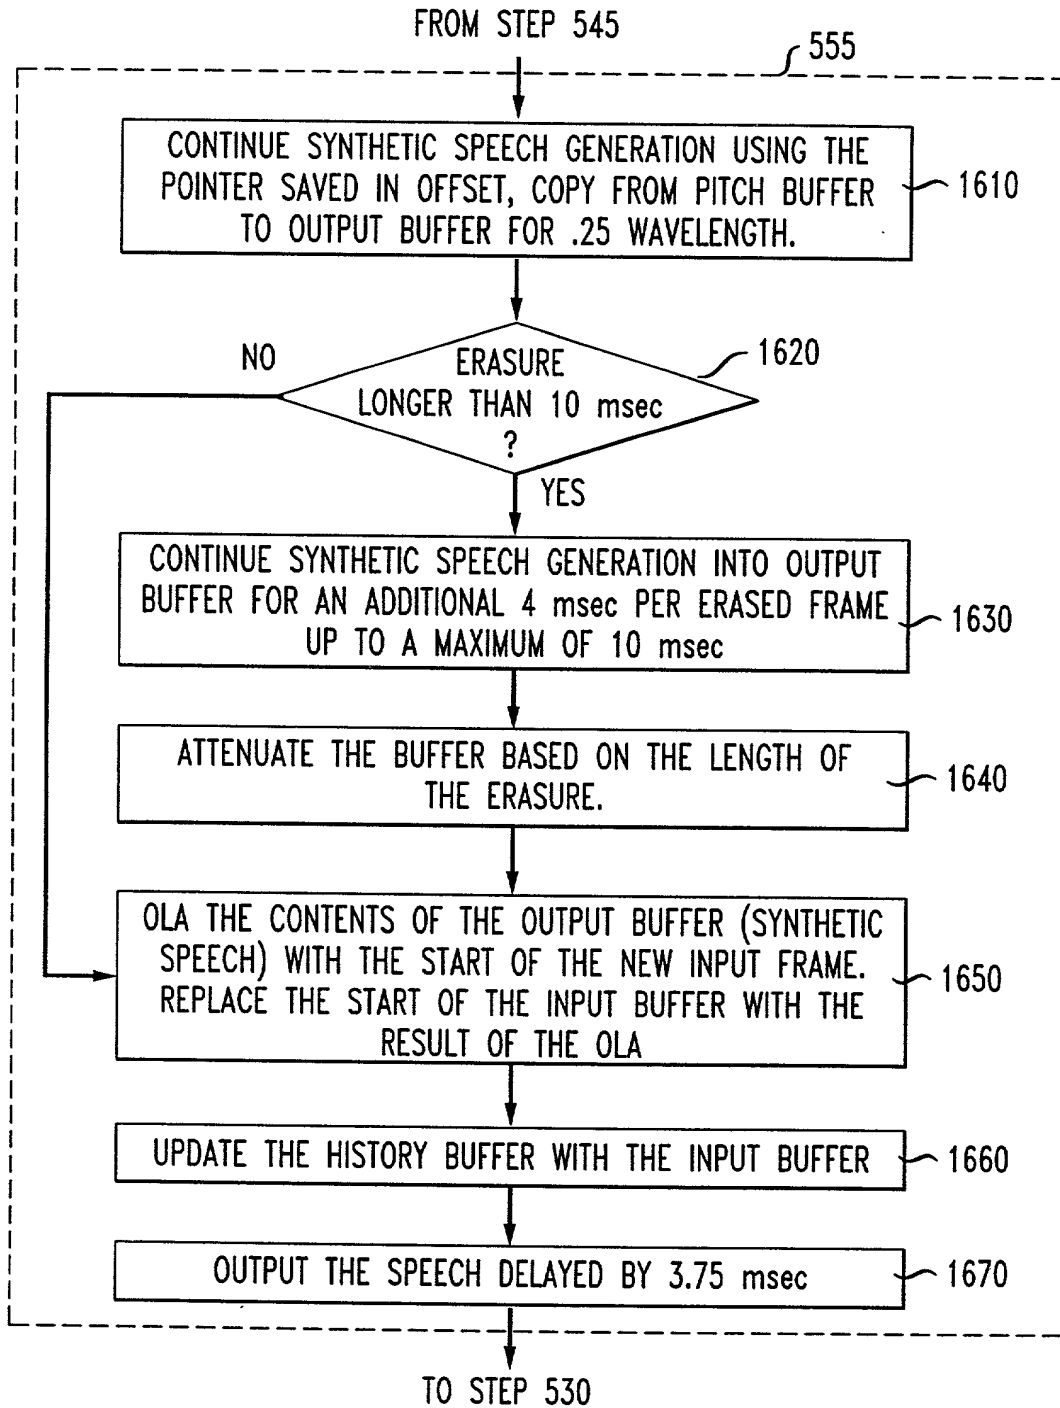 FROM STEP 545
555
CONTINUE SYNTHETIC SPEECH GENERATION USING THE
POINTER SAVED IN OFFSET, COPY FROM PITCH BUFFER
TO OUTPUT BUFFER FOR .25 WAVELENGTH.
1610
NO
ERASURE
LONGER THAN 10 msec
?
1620
YES
CONTINUE SYNTHETIC SPEECH GENERATION INTO OUTPUT
BUFFER FOR AN ADDITIONAL 4 msec PER ERASED FRAME
UP TO A MAXIMUM OF 10 msec
1630
ATTENUATE THE BUFFER BASED ON THE LENGTH OF
THE ERASURE.
1640
OLA THE CONTENTS OF THE OUTPUT BUFFER (SYNTHETIC
SPEECH) WITH THE START OF THE NEW INPUT FRAME.
REPLACE THE START OF THE INPUT BUFFER WITH THE
RESULT OF THE OLA
1650
UPDATE THE HISTORY BUFFER WITH THE INPUT BUFFER
1660
OUTPUT THE SPEECH DELAYED BY 3.75 msec
1670
TO STEP 530